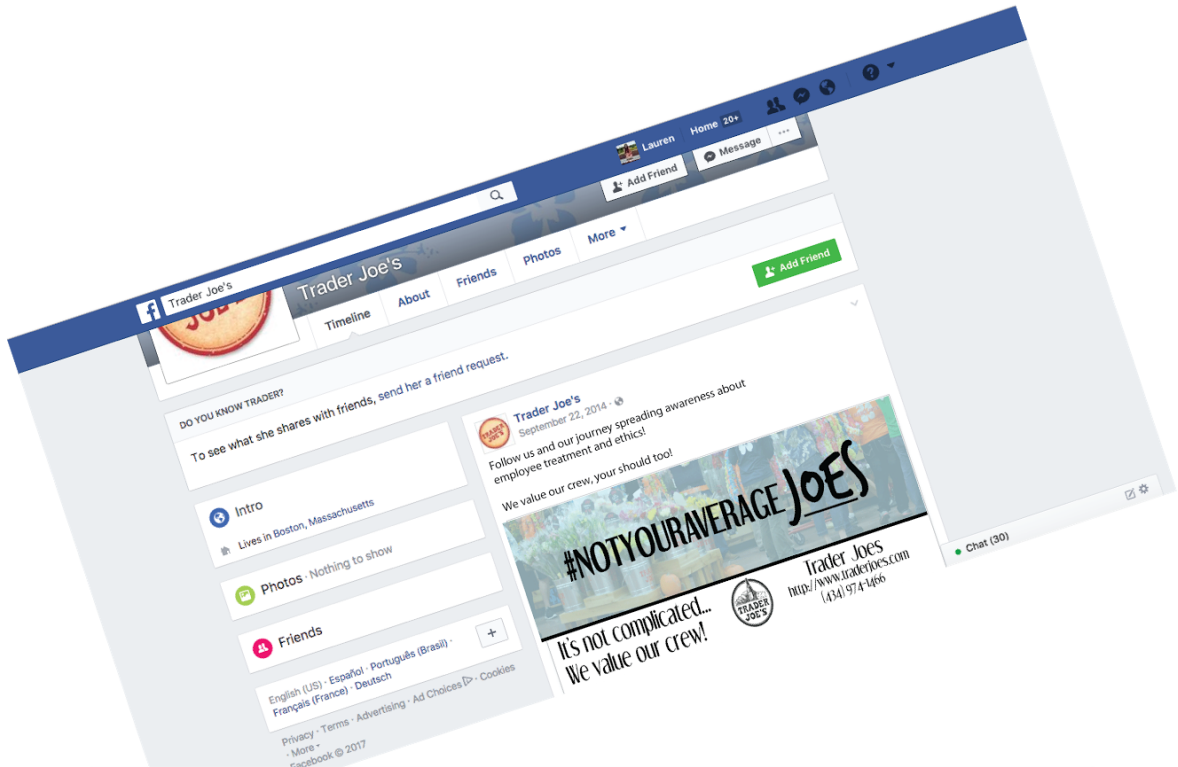 Trader Joe's
Lauren
Home 20+
Add Friend
Message
JOE'S
Trader Joe's
Timeline
About
Friends
Photos
More
DO YOU KNOW TRADER?
To see what she shares with friends, send her a friend request.
Add Friend
Intro
Lives in Boston, Massachusetts
Photos · Nothing to show
Friends
English (US) · Español · Português (Brasil) ·
Français (France) · Deutsch
+
Privacy · Terms · Advertising · Ad Choices · Cookies
· More
Facebook © 2017
TRADER
JOE'S
Trader Joe's
September 22, 2014 ·
Follow us and our journey spreading awareness about
employee treatment and ethics!
We value our crew, your should too!
#NOTYOURAVERAGE JOES
It's not complicated...
We value our crew!
TRADER
JOE'S
Trader Joes
http://www.traderjoes.com
(434) 974-1466
Chat (30)